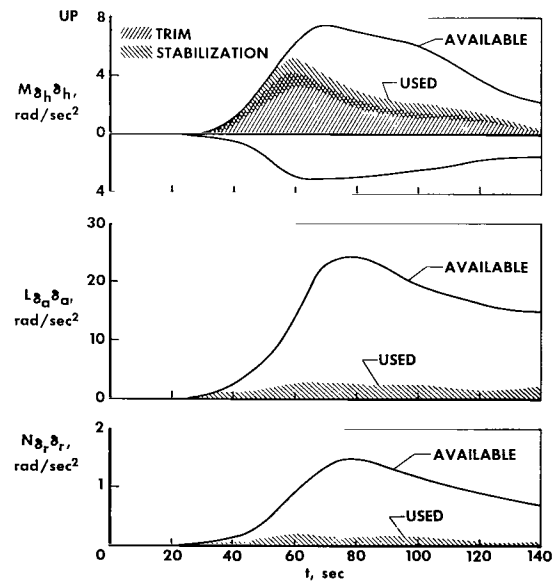 UP
8
TRIM
STABILIZATION
AVAILABLE
USED
4
Mδhδh,
rad/sec2
0
4
30
20
AVAILABLE
Lδaδa,
rad/sec2
10
USED
0
2
Nδrδr,
rad/sec2
AVAILABLE
1
USED
0
0 20 40 60 80 100 120 140
t, sec